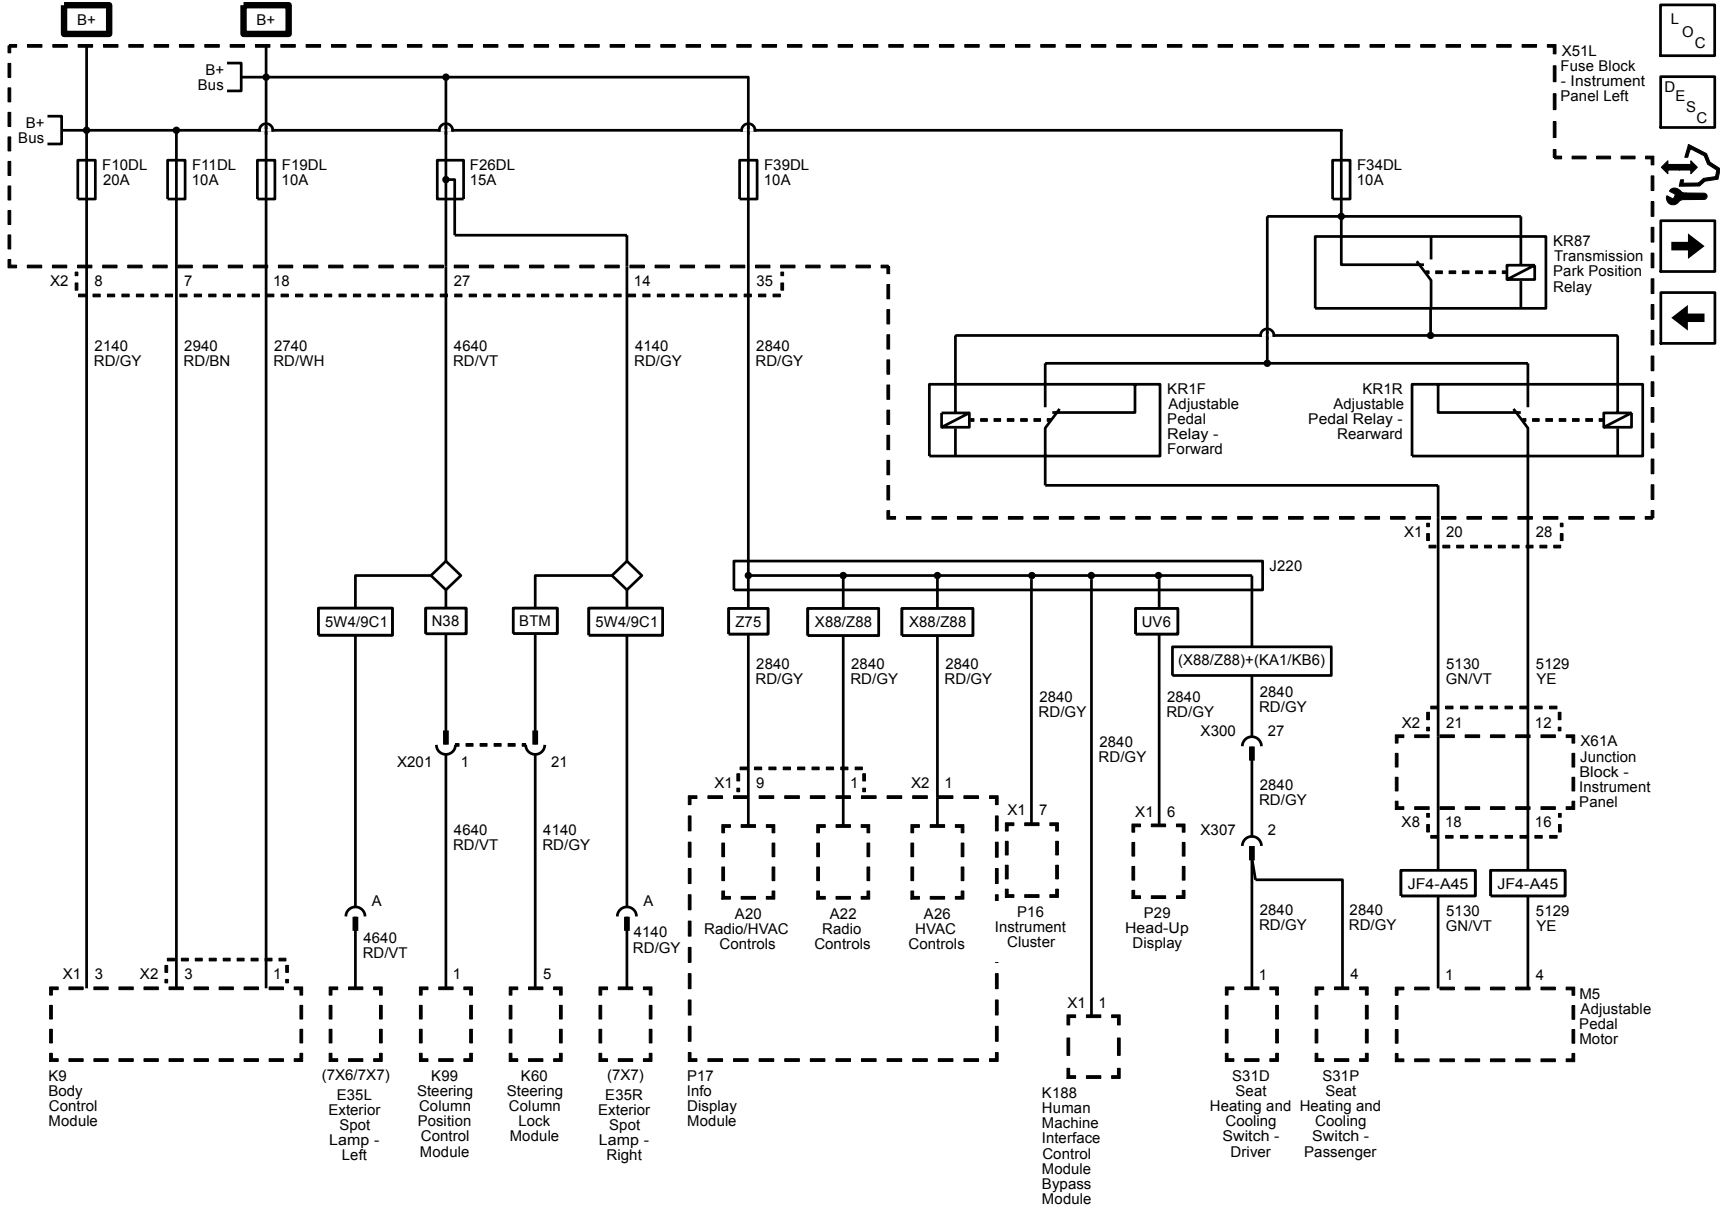 B+
B+
L
O
C
D
E
S
C
X51L
Fuse Block
- Instrument
Panel Left
B+
Bus
B+
Bus
F10DL
20A
F11DL
10A
F19DL
10A
F26DL
15A
F39DL
10A
F34DL
10A
KR87
Transmission
Park Position
Relay
X2 8 7 18 27 14 35
2140
RD/GY
2940
RD/BN
2740
RD/WH
4640
RD/VT
4140
RD/GY
2840
RD/GY
KR1F
Adjustable
Pedal
Relay -
Forward
KR1R
Adjustable
Pedal Relay -
Rearward
X1 20 28
J220
5W4/9C1
N38
BTM
5W4/9C1
Z75
X88/Z88
X88/Z88
UV6
(X88/Z88)+(KA1/KB6)
2840
RD/GY
2840
RD/GY
2840
RD/GY
2840
RD/GY
2840
RD/GY
2840
RD/GY
2840
RD/GY
5130
GN/VT
5129
YE
X2 21 12
X300 27
X201 1 21
X61A
Junction
Block -
Instrument
Panel
X1 9 1 X2 1
2840
RD/GY
X1 7
X1 6
X307 2
X8 18 16
4640
RD/VT
4140
RD/GY
JF4-A45
JF4-A45
A
A
4640
RD/VT
4140
RD/GY
A20
Radio/HVAC
Controls
A22
Radio
Controls
A26
HVAC
Controls
P16
Instrument
Cluster
P29
Head-Up
Display
2840
RD/GY
2840
RD/GY
5130
GN/VT
5129
YE
X1 3 X2 3 1
1
5
1
4
1
4
X1 1
M5
Adjustable
Pedal
Motor
K9
Body
Control
Module
(7X6/7X7)
E35L
Exterior
Spot
Lamp -
Left
K99
Steering
Column
Position
Control
Module
K60
Steering
Column
Lock
Module
(7X7)
E35R
Exterior
Spot
Lamp -
Right
P17
Info
Display
Module
K188
Human
Machine
Interface
Control
Module
Bypass
Module
S31D
Seat
Heating and
Cooling
Switch -
Driver
S31P
Seat
Heating and
Cooling
Switch -
Passenger